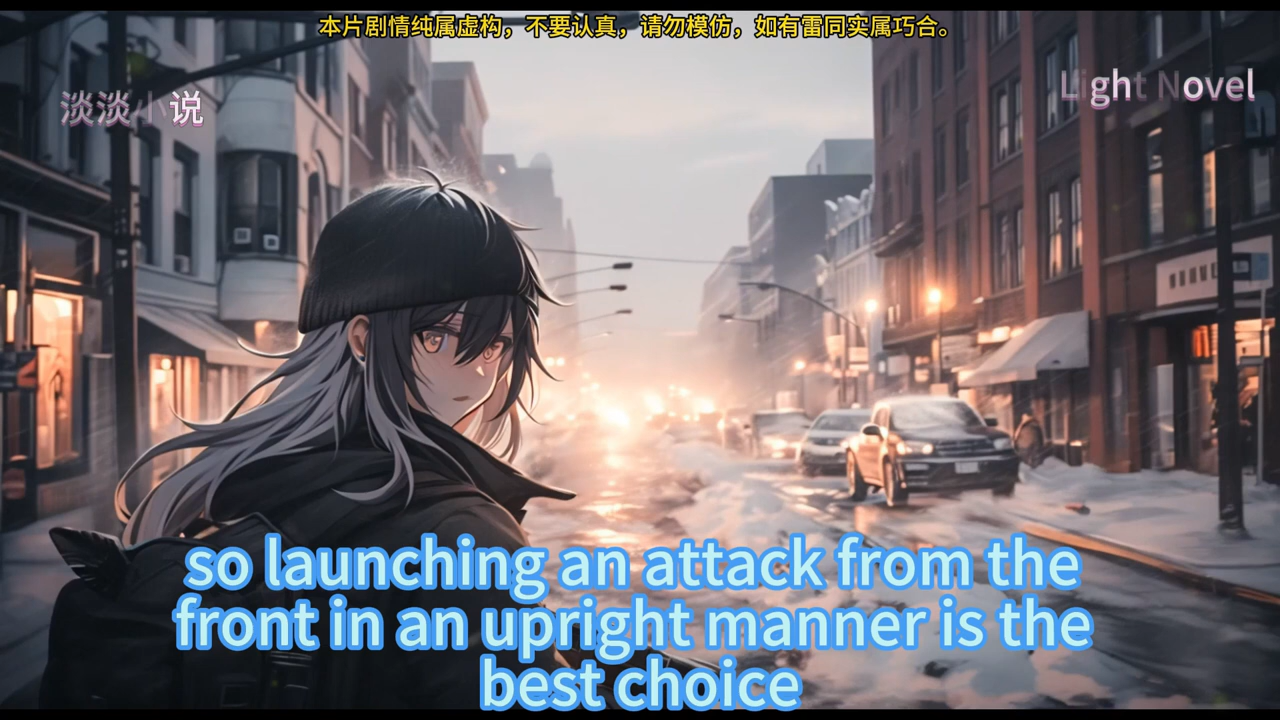 本片剧情纯属虚构，不要认真，请勿模仿，如有雷同实属巧合。
淡淡小说
Light Novel
so launching an attack from the
front in an upright manner is the
best choice